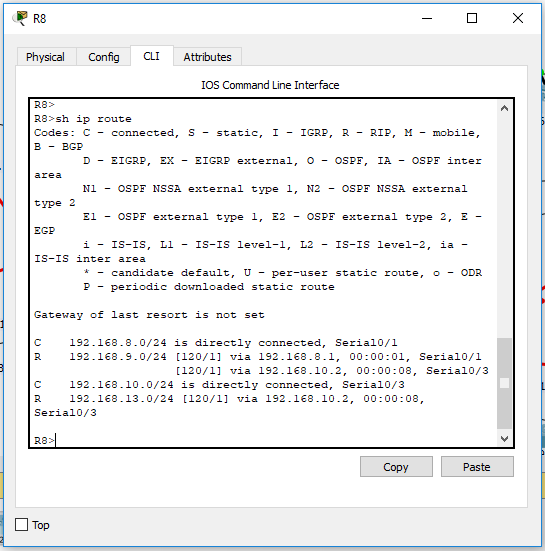 R8
Physical Config CLI Attributes
IOS Command Line Interface
R8>
R8>sh ip route
Codes: C - connected, S - static, I - IGRP, R - RIP, M - mobile,
B - BGP
D - EIGRP, EX - EIGRP external, O - OSPF, IA - OSPF inter
area
N1 - OSPF NSSA external type 1, N2 - OSPF NSSA external
type 2
E1 - OSPF external type 1, E2 - OSPF external type 2, E -
EGP
i - IS-IS, L1 - IS-IS level-1, L2 - IS-IS level-2, ia -
IS-IS inter area
* - candidate default, U - per-user static route, o - ODR
P - periodic downloaded static route
Gateway of last resort is not set
C 192.168.8.0/24 is directly connected, Serial0/1
R 192.168.9.0/24 [120/1] via 192.168.8.1, 00:00:01, Serial0/1
[120/1] via 192.168.10.2, 00:00:08, Serial0/3
C 192.168.10.0/24 is directly connected, Serial0/3
R 192.168.13.0/24 [120/1] via 192.168.10.2, 00:00:08,
Serial0/3
R8>
Copy Paste
Top